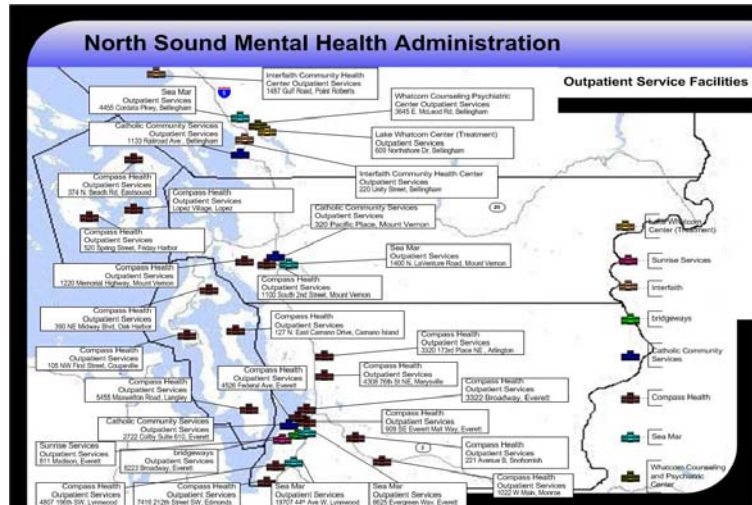 North Sound Mental Health Administration
Outpatient Service Facilities
Interfaith Community Health
Center Outpatient Services
1487 Gulf Road, Point Roberts
Sea Mar
Outpatient Services
4455 Cordata Pkwy, Bellingham
Whatcom Counseling-Psychiatric
Center Outpatient Services
3645 E. McLeod Rd, Bellingham
Catholic Community Services
Outpatient Services
1133 Railroad Ave, Bellingham
Lake Whatcom Center (Treatment)
Outpatient Services
609 Northshore Dr, Bellingham
Interfaith Community Health Center
Outpatient Services
220 Unity Street, Bellingham
Compass Health
Outpatient Services
374 N. Beach Rd, Eastsound
Compass Health
Outpatient Services
Lopez Village, Lopez
Compass Health
Outpatient Services
520 Spring Street, Friday Harbor
Catholic Community Services
Outpatient Services
320 Pacific Place, Mount Vernon
Sea Mar
Outpatient Services
1400 N. LaVenture Road, Mount Vernon
Compass Health
Outpatient Services
1220 Memorial Highway, Mount Vernon
Compass Health
Outpatient Services
1100 South 2nd Street, Mount Vernon
Compass Health
Outpatient Services
390 NE Midway Blvd, Oak Harbor
Compass Health
Outpatient Services
127 N. East Camano Drive, Camano Island
Compass Health
Outpatient Services
105 NW First Street, Coupeville
Compass Health
Outpatient Services
3320 173rd Place NE, Arlington
Compass Health
Outpatient Services
4526 Federal Ave, Everett
Compass Health
Outpatient Services
4308 76th St NE, Marysville
Compass Health
Outpatient Services
5455 Maxwelton Road, Langley
Compass Health
Outpatient Services
3322 Broadway, Everett
Catholic Community Services
Outpatient Services
2722 Colby Suite 610, Everett
Compass Health
Outpatient Services
909 SE Everett Mall Way, Everett
Sunrise Services
Outpatient Services
811 Madison, Everett
bridgeways
Outpatient Services
6223 Broadway, Everett
Compass Health
Outpatient Services
221 Avenue B, Snohomish
Compass Health
Outpatient Services
4807 196th SW, Lynnwood
Compass Health
Outpatient Services
7416 212th Street SW, Edmonds
Sea Mar
Outpatient Services
19707 44th Ave W, Lynnwood
Sea Mar
Outpatient Services
8625 Evergreen Way, Everett
Compass Health
Outpatient Services
1022 W Main, Monroe
Lake Whatcom
Center (Treatment)
Sunrise Services
Interfaith
bridgeways
Catholic Community
Services
Compass Health
Sea Mar
Whatcom Counseling
and Psychiatric
Center
5
20
2